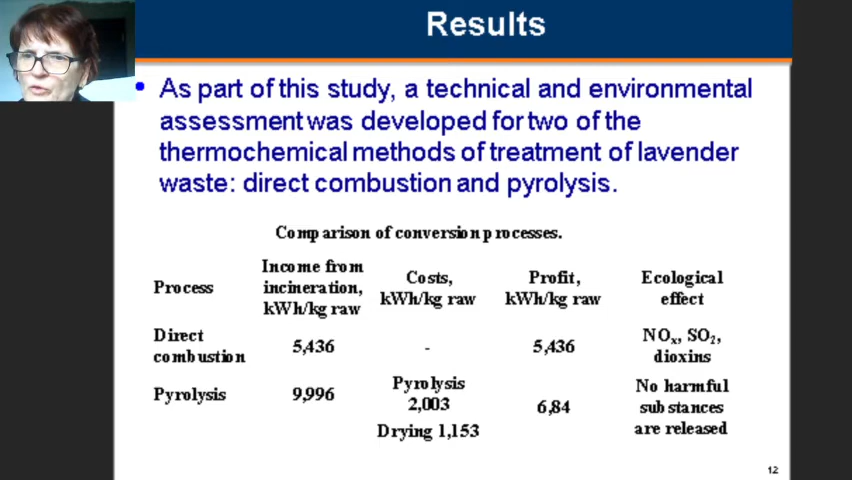 Results
• As part of this study, a technical and environmental
assessment was developed for two of the
thermochemical methods of treatment of lavender
waste: direct combustion and pyrolysis.
Comparison of conversion processes.
Process Income from incineration, kWh/kg raw Costs, kWh/kg raw Profit, kWh/kg raw Ecological effect
Direct combustion 5,436 - 5,436 NOx, SO2, dioxins
Pyrolysis 9,996 Pyrolysis 2,003 Drying 1,153 6,84 No harmful substances are released
12